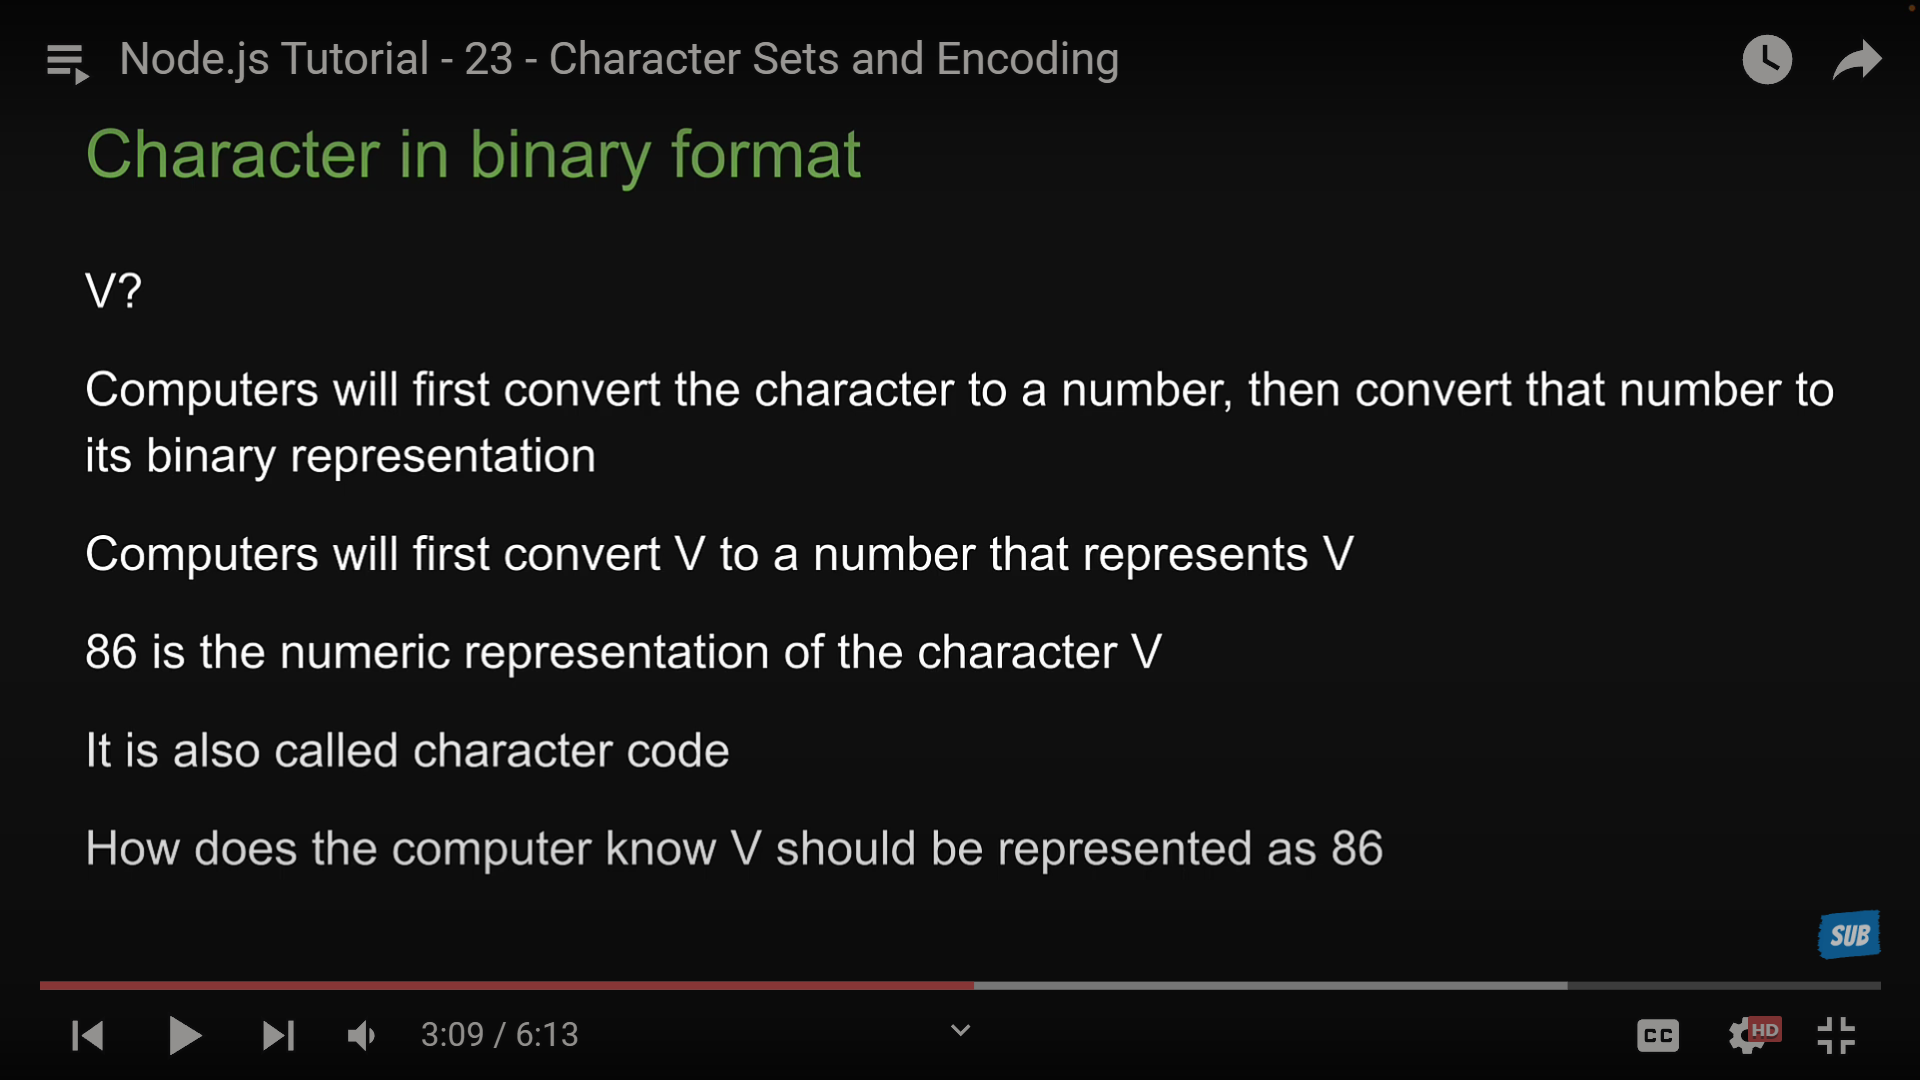 Node.js Tutorial - 23 - Character Sets and Encoding
Character in binary format
V?
Computers will first convert the character to a number, then convert that number to
its binary representation
Computers will first convert V to a number that represents V
86 is the numeric representation of the character V
It is also called character code
How does the computer know V should be represented as 86
SUB
3:09 / 6:13
CC
HD